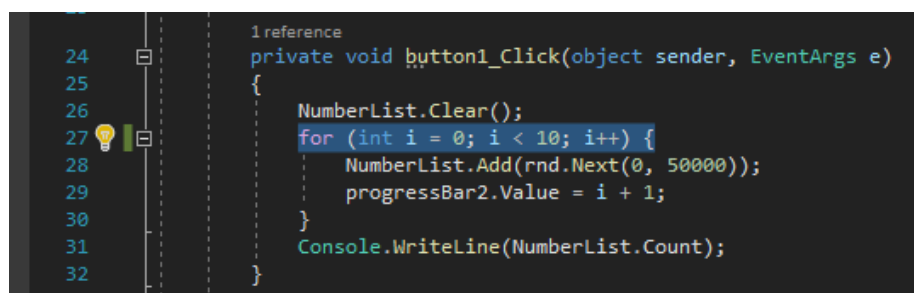 1 reference
24 private void button1_Click(object sender, EventArgs e)
25 {
26 NumberList.Clear();
27 for (int i = 0; i < 10; i++) {
28 NumberList.Add(rnd.Next(0, 50000));
29 progressBar2.Value = i + 1;
30 }
31 Console.WriteLine(NumberList.Count);
32 }